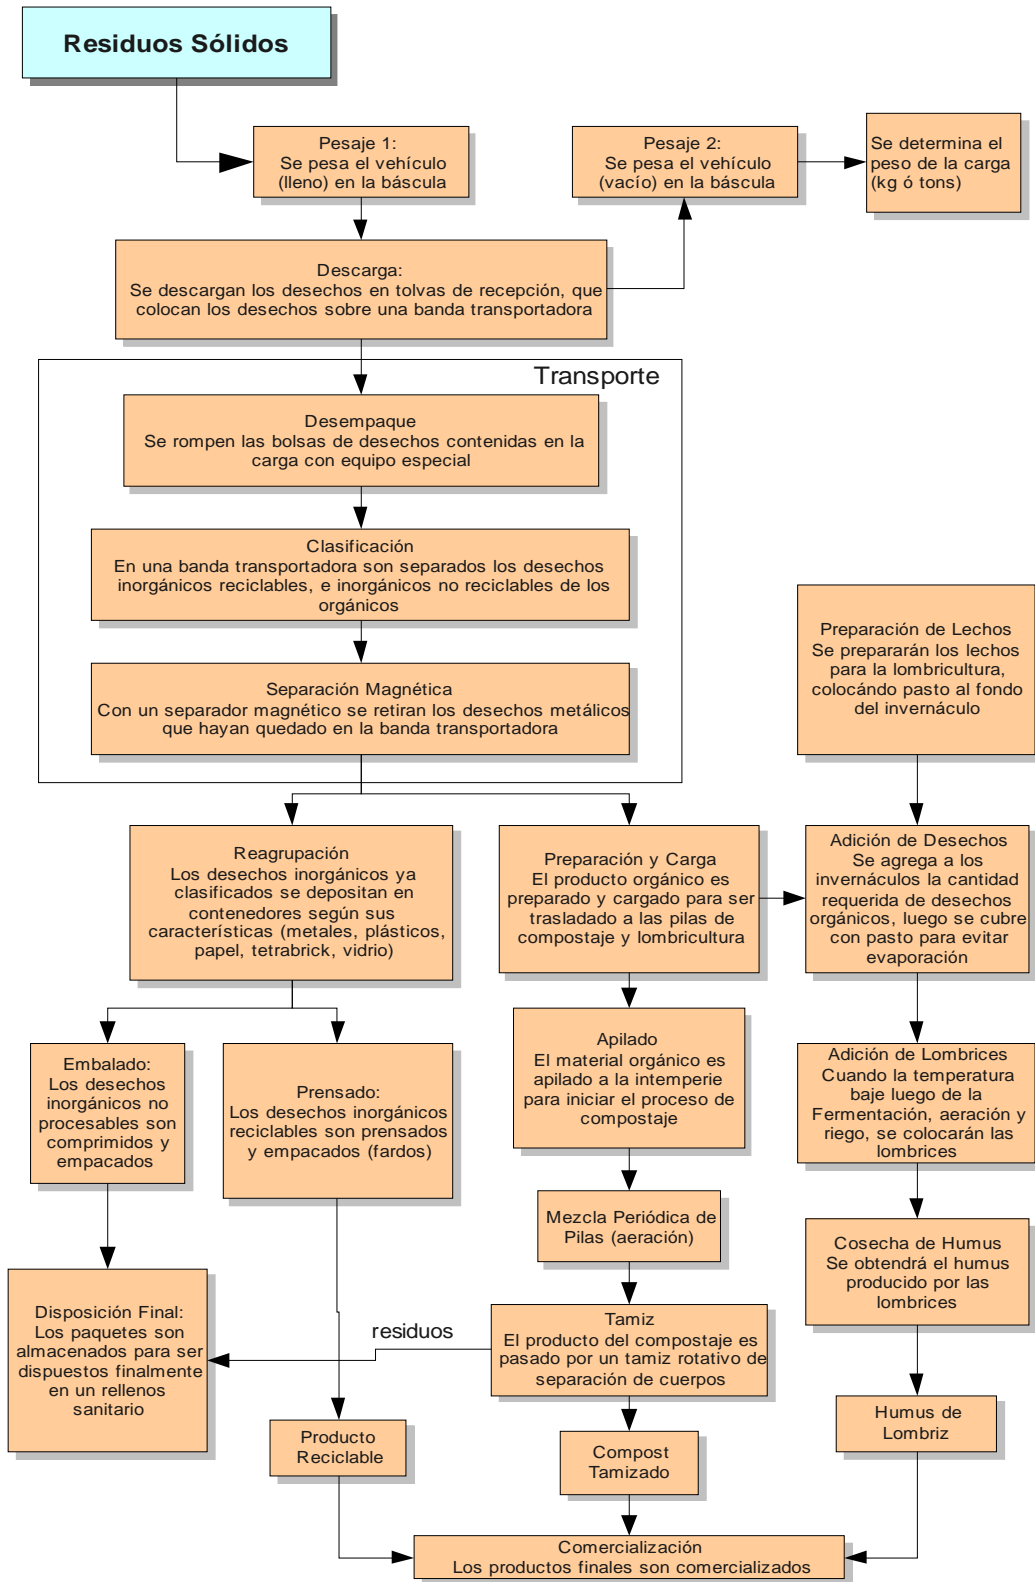 Residuos Sólidos
Pesaje 1:
Se pesa el vehículo
(lleno) en la báscula
Pesaje 2:
Se pesa el vehículo
(vacío) en la báscula
Se determina el
peso de la carga
(kg ó tons)
Descarga:
Se descargan los desechos en tolvas de recepción, que
colocan los desechos sobre una banda transportadora
Transporte
Desempaque
Se rompen las bolsas de desechos contenidas en la
carga con equipo especial
Clasificación
En una banda transportadora son separados los desechos
inorgánicos reciclables, e inorgánicos no reciclables de los
orgánicos
Separación Magnética
Con un separador magnético se retiran los desechos metálicos
que hayan quedado en la banda transportadora
Preparación de Lechos
Se prepararán los lechos
para la lombricultura,
colocándo pasto al fondo
del invernáculo
Reagrupación
Los desechos inorgánicos ya
clasificados se depositan en
contenedores según sus
características (metales, plásticos,
papel, tetrabrick, vidrio)
Preparación y Carga
El producto orgánico es
preparado y cargado para ser
trasladado a las pilas de
compostaje y lombricultura
Adición de Desechos
Se agrega a los
invernáculos la cantidad
requerida de desechos
orgánicos, luego se cubre
con pasto para evitar
evaporación
Embalado:
Los desechos
inorgánicos no
procesables son
comprimidos y
empacados
Prensado:
Los desechos inorgánicos
reciclables son prensados
y empacados (fardos)
Apilado
El material orgánico es
apilado a la intemperie
para iniciar el proceso de
compostaje
Adición de Lombrices
Cuando la temperatura
baje luego de la
Fermentación, aeración y
riego, se colocarán las
lombrices
Mezcla Periódica de
Pilas (aeración)
Cosecha de Humus
Se obtendrá el humus
producido por las
lombrices
Disposición Final:
Los paquetes son
almacenados para ser
dispuestos finalmente
en un rellenos
sanitario
residuos
Tamiz
El producto del compostaje es
pasado por un tamiz rotativo de
separación de cuerpos
Producto
Reciclable
Compost
Tamizado
Humus de
Lombriz
Comercialización
Los productos finales son comercializados